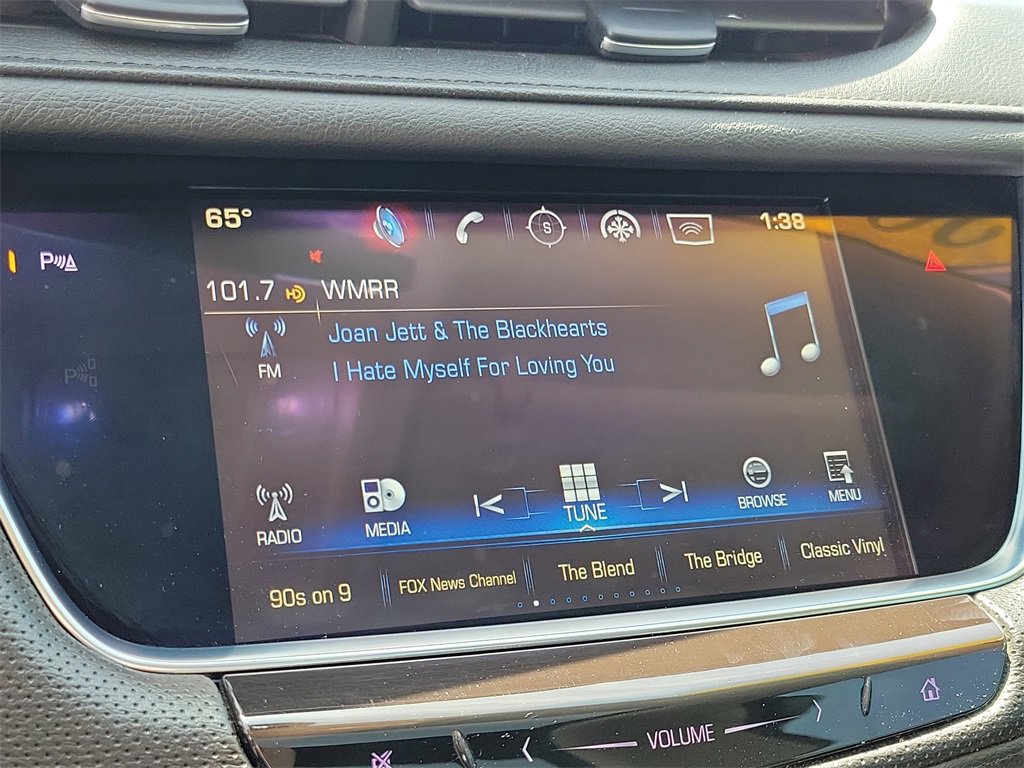 65° S 1:38
P
101.7 HD WMRR
Joan Jett & The Blackhearts
FM
I Hate Myself For Loving You
RADIO MEDIA TUNE BROWSE MENU
90s on 9 FOX News Channel The Blend The Bridge Classic Vinyl
VOLUME